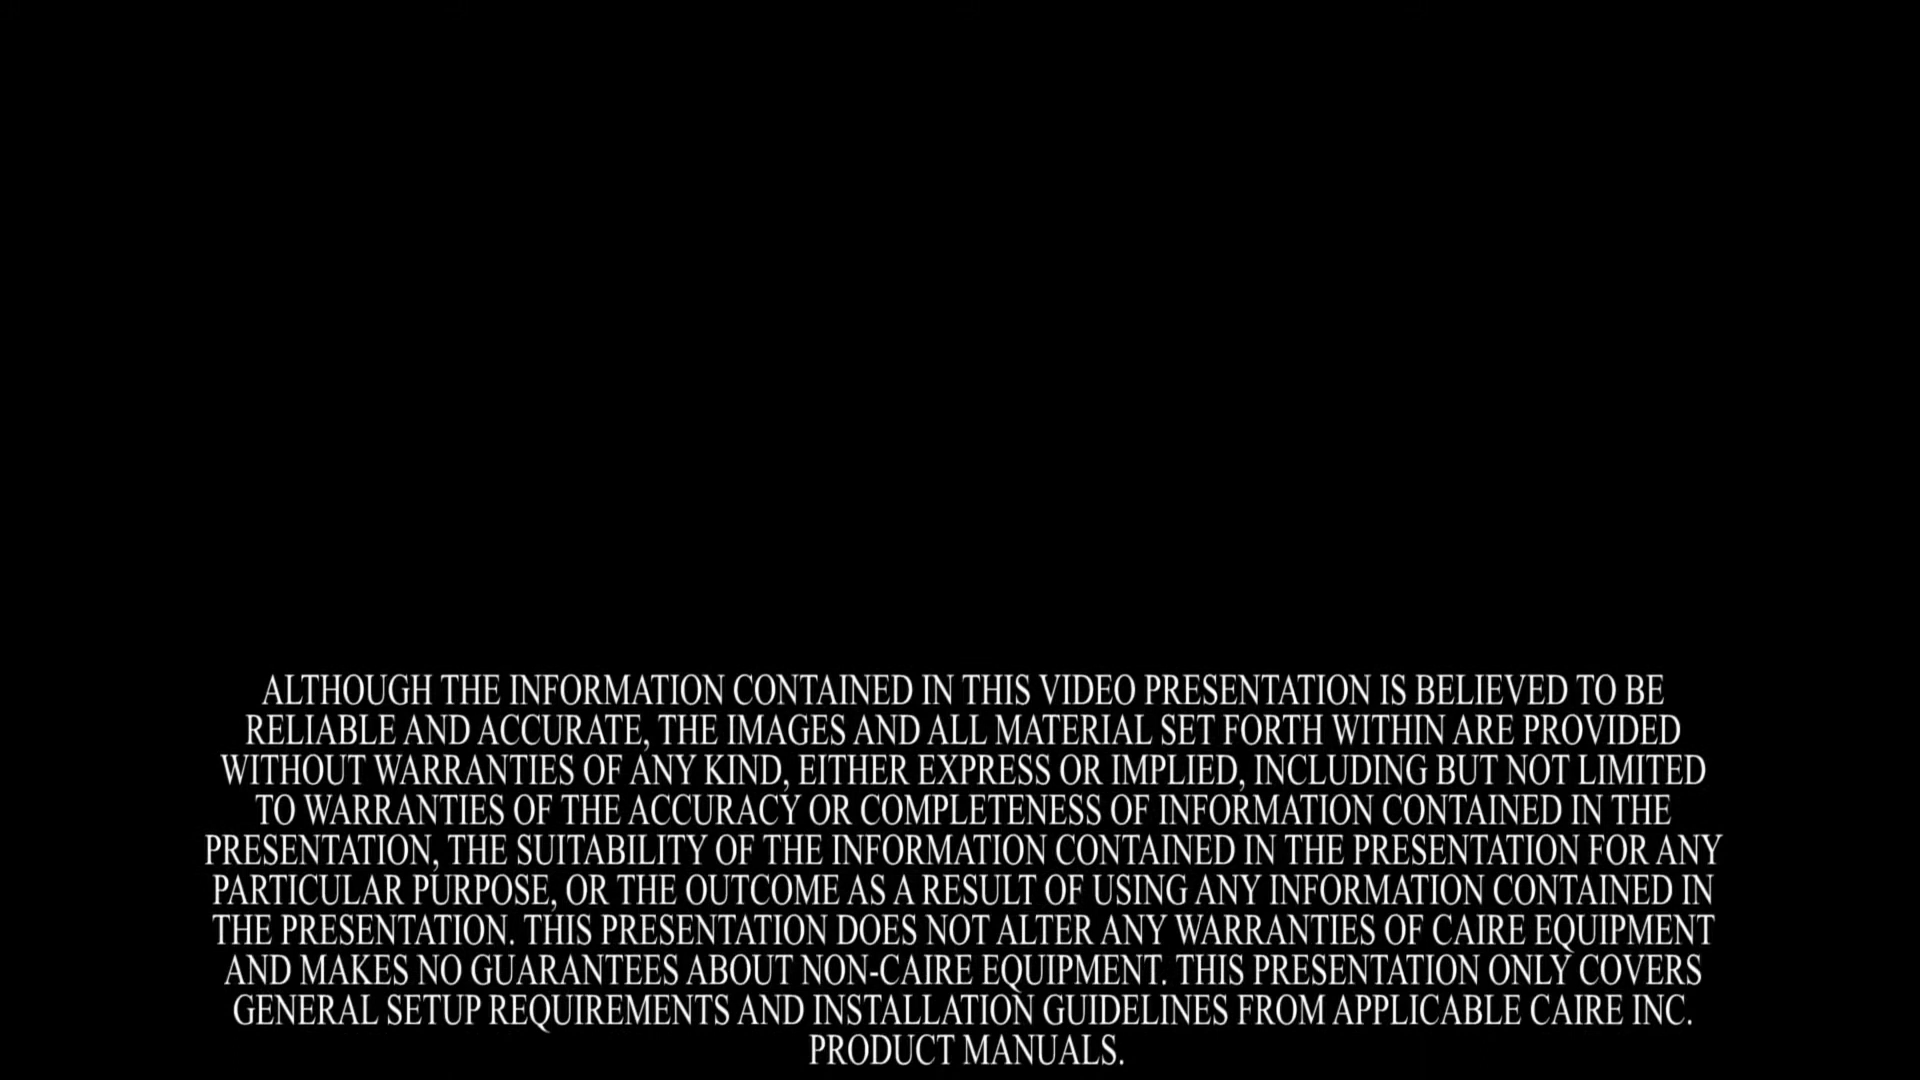 ALTHOUGH THE INFORMATION CONTAINED IN THIS VIDEO PRESENTATION IS BELIEVED TO BE
RELIABLE AND ACCURATE, THE IMAGES AND ALL MATERIAL SET FORTH WITHIN ARE PROVIDED
WITHOUT WARRANTIES OF ANY KIND, EITHER EXPRESS OR IMPLIED, INCLUDING BUT NOT LIMITED
TO WARRANTIES OF THE ACCURACY OR COMPLETENESS OF INFORMATION CONTAINED IN THE
PRESENTATION, THE SUITABILITY OF THE INFORMATION CONTAINED IN THE PRESENTATION FOR ANY
PARTICULAR PURPOSE, OR THE OUTCOME AS A RESULT OF USING ANY INFORMATION CONTAINED IN
THE PRESENTATION. THIS PRESENTATION DOES NOT ALTER ANY WARRANTIES OF CAIRE EQUIPMENT
AND MAKES NO GUARANTEES ABOUT NON-CAIRE EQUIPMENT. THIS PRESENTATION ONLY COVERS
GENERAL SETUP REQUIREMENTS AND INSTALLATION GUIDELINES FROM APPLICABLE CAIRE INC.
PRODUCT MANUALS.